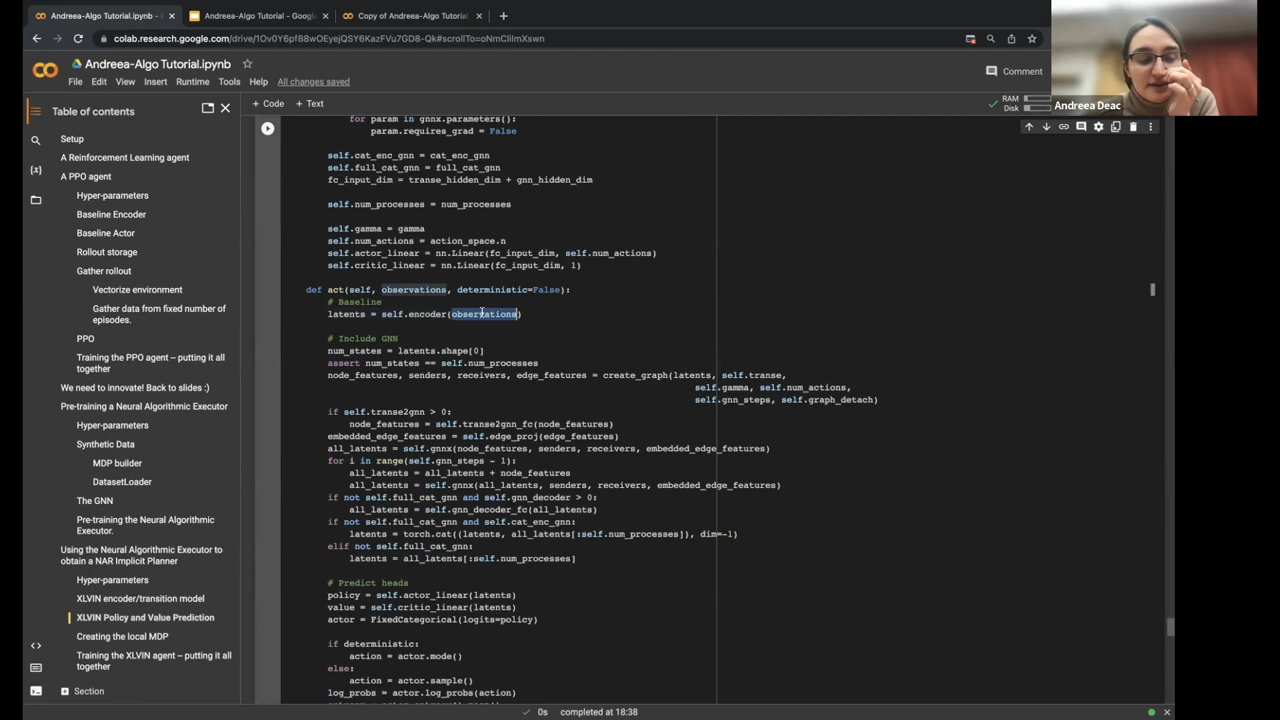 Andreea-Algo Tutorial.ipynb -
Andreea-Algo Tutorial - Google
Copy of Andreea-Algo Tutorial
colab.research.google.com
Andreea-Algo Tutorial.ipynb
File Edit View Insert Runtime Tools Help All changes saved
Comment
RAM
Disk
Andreea Deac
+ Code + Text
Table of contents
Setup
A Reinforcement Learning agent
A PPO agent
Hyper-parameters
Baseline Encoder
Baseline Actor
Rollout storage
Gather rollout
Vectorize environment
Gather data from fixed number of
episodes.
PPO
Training the PPO agent – putting it all
together
We need to innovate! Back to slides :)
Pre-training a Neural Algorithmic Executor
Hyper-parameters
Synthetic Data
MDP builder
DatasetLoader
The GNN
Pre-training the Neural Algorithmic
Executor.
Using the Neural Algorithmic Executor to
obtain a NAR Implicit Planner
Hyper-parameters
XLVIN encoder/transition model
XLVIN Policy and Value Prediction
Creating the local MDP
Training the XLVIN agent – putting it all
together
Section
for param in gnnx.parameters():
param.requires_grad = False
self.cat_enc_gnn = cat_enc_gnn
self.full_cat_gnn = full_cat_gnn
fc_input_dim = transe_hidden_dim + gnn_hidden_dim
self.num_processes = num_processes
self.gamma = gamma
self.num_actions = action_space.n
self.actor_linear = nn.Linear(fc_input_dim, self.num_actions)
self.critic_linear = nn.Linear(fc_input_dim, 1)
def act(self, observations, deterministic=False):
# Baseline
latents = self.encoder(observations)
# Include GNN
num_states = latents.shape[0]
assert num_states == self.num_processes
node_features, senders, receivers, edge_features = create_graph(latents, self.transe,
self.gamma, self.num_actions,
self.gnn_steps, self.graph_detach)
if self.transe2gnn > 0:
node_features = self.transe2gnn_fc(node_features)
embedded_edge_features = self.edge_proj(edge_features)
all_latents = self.gnnx(node_features, senders, receivers, embedded_edge_features)
for i in range(self.gnn_steps - 1):
all_latents = all_latents + node_features
all_latents = self.gnnx(all_latents, senders, receivers, embedded_edge_features)
if not self.full_cat_gnn and self.gnn_decoder > 0:
all_latents = self.gnn_decoder_fc(all_latents)
if not self.full_cat_gnn and self.cat_enc_gnn:
latents = torch.cat((latents, all_latents[:self.num_processes]), dim=-1)
elif not self.full_cat_gnn:
latents = all_latents[:self.num_processes]
# Predict heads
policy = self.actor_linear(latents)
value = self.critic_linear(latents)
actor = FixedCategorical(logits=policy)
if deterministic:
action = actor.mode()
else:
action = actor.sample()
log_probs = actor.log_probs(action)
0s completed at 18:38